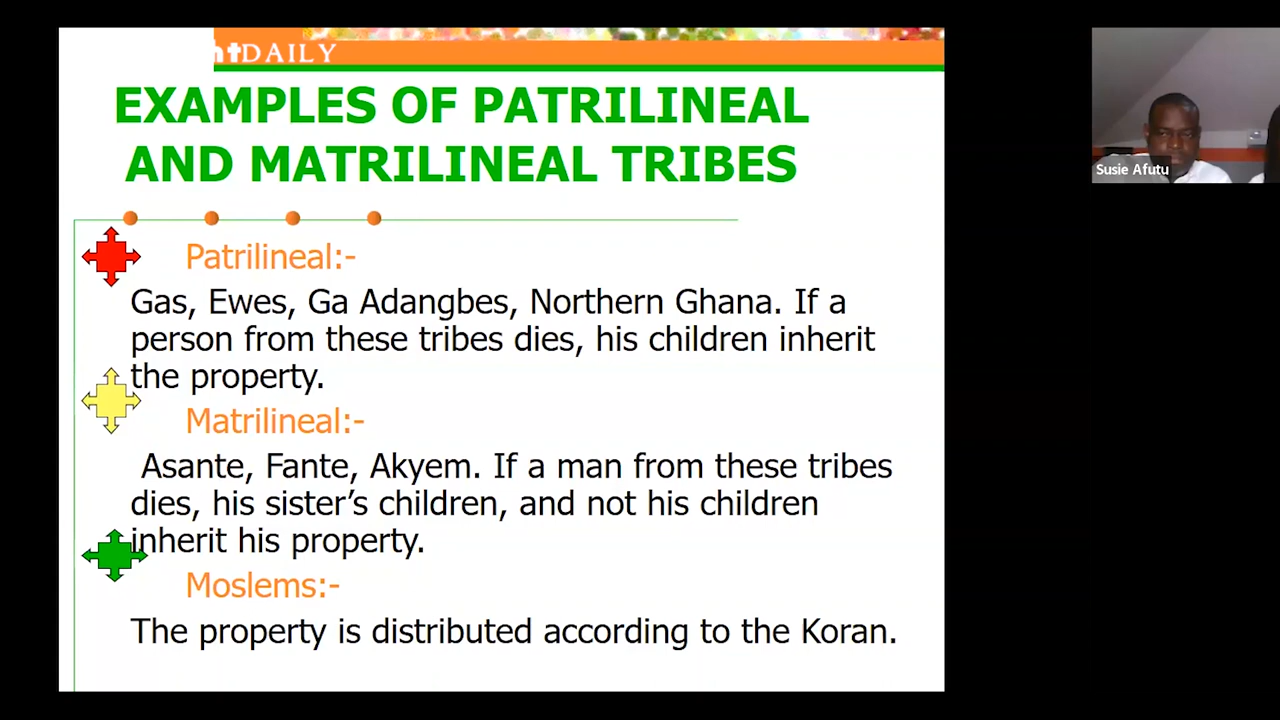 DAILY
EXAMPLES OF PATRILINEAL
AND MATRILINEAL TRIBES
Patrilineal:-
Gas, Ewes, Ga Adangbes, Northern Ghana. If a
person from these tribes dies, his children inherit
the property.
Matrilineal:-
Asante, Fante, Akyem. If a man from these tribes
dies, his sister’s children, and not his children
inherit his property.
Moslems:-
The property is distributed according to the Koran.
Susie Afutu